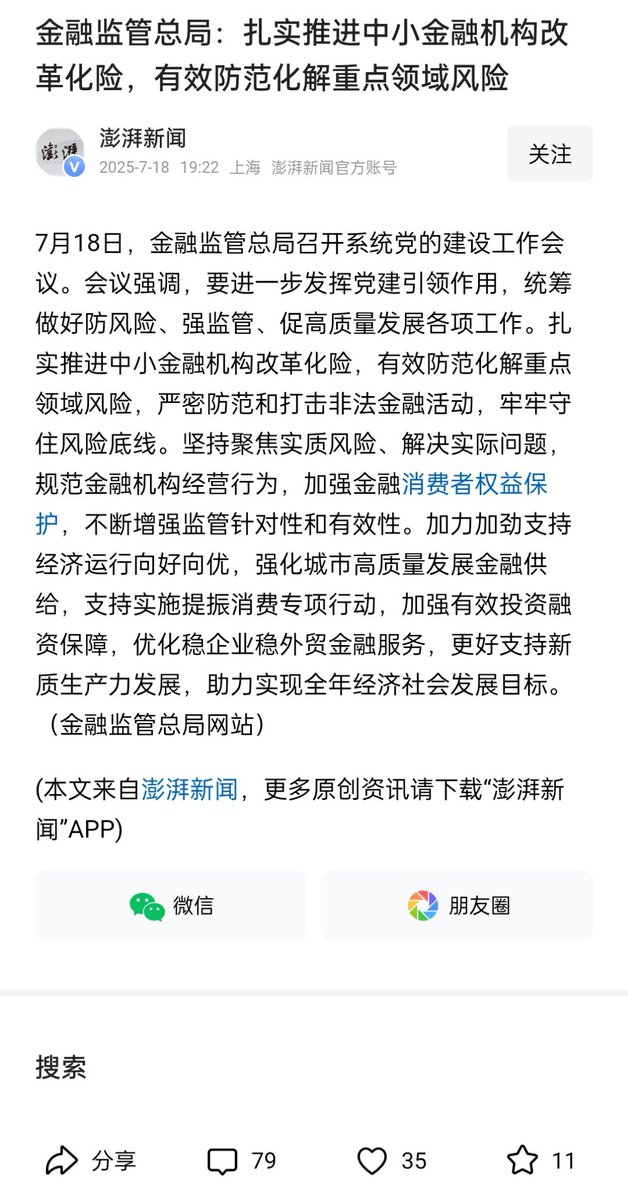 金融监管总局：扎实推进中小金融机构改
革化险，有效防范化解重点领域风险
澎湃
V
澎湃新闻
2025-7-18 19:22 上海 澎湃新闻官方账号
关注
7月18日，金融监管总局召开系统党的建设工作会
议。会议强调，要进一步发挥党建引领作用，统筹
做好防风险、强监管、促高质量发展各项工作。扎
实推进中小金融机构改革化险，有效防范化解重点
领域风险，严密防范和打击非法金融活动，牢牢守
住风险底线。坚持聚焦实质风险、解决实际问题，
规范金融机构经营行为，加强金融消费者权益保
护，不断增强监管针对性和有效性。加力加劲支持
经济运行向好向优，强化城市高质量发展金融供
给，支持实施提振消费专项行动，加强有效投资融
资保障，优化稳企业稳外贸金融服务，更好支持新
质生产力发展，助力实现全年经济社会发展目标。
（金融监管总局网站）
(本文来自澎湃新闻，更多原创资讯请下载“澎湃新
闻”APP)
微信
朋友圈
搜索
分享
79
35
11